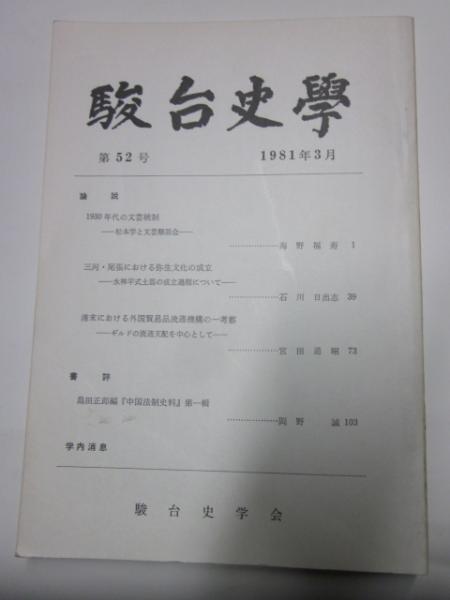 駿台史學
第52号 1981年3月
論説
1930年代の文芸統制
――松本学と文芸懇話会――
海野福寿 1
三河・尾張における弥生文化の成立
――水神平式土器の成立過程について――
石川日出志 39
清末における外国貿易品流通機構の一考察
――ギルドの流通支配を中心として――
宮田道昭 73
書評
島田正郎編『中国法制史料』第一輯
岡野誠 103
学内消息
駿台史学会